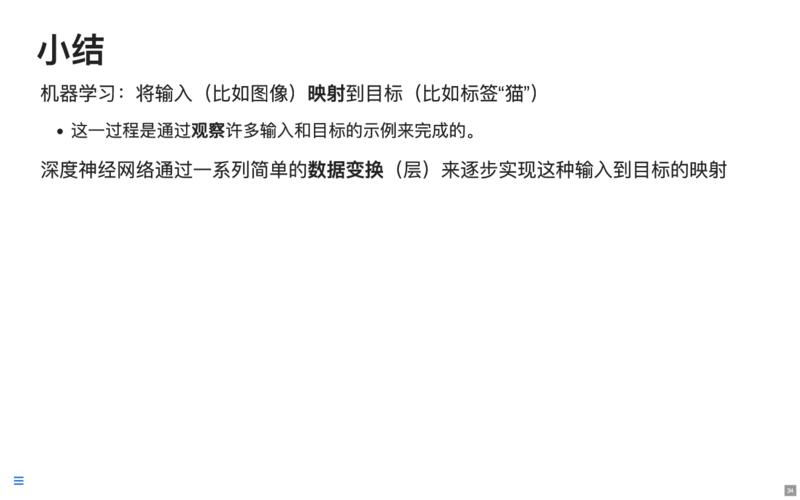 小结
机器学习：将输入（比如图像）映射到目标（比如标签“猫”）
• 这一过程是通过观察许多输入和目标的示例来完成的。
深度神经网络通过一系列简单的数据变换（层）来逐步实现这种输入到目标的映射
34